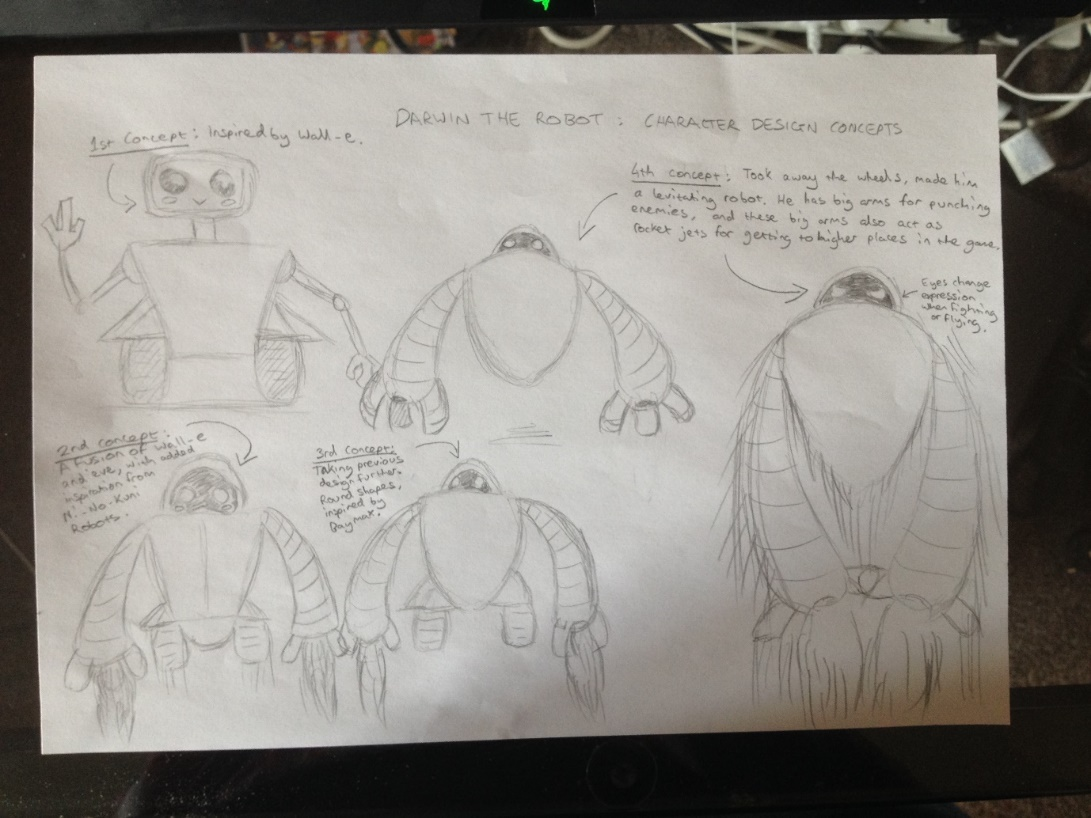 DARWIN THE ROBOT : CHARACTER DESIGN CONCEPTS
1st Concept : Inspired by Wall-e.
4th concept : Took away the wheels, made him
a levitating robot. He has big arms for punching
enemies, and these big arms also act as
rocket jets for getting to higher places in the game.
Eyes change
expression
when fighting
or flying.
2nd concept :
A fusion of Wall-e
and eve, with added
inspiration from
Ni-No-Kuni
Robots.
3rd concept:
Taking previous
design further.
Round shapes,
inspired by
Baymax.